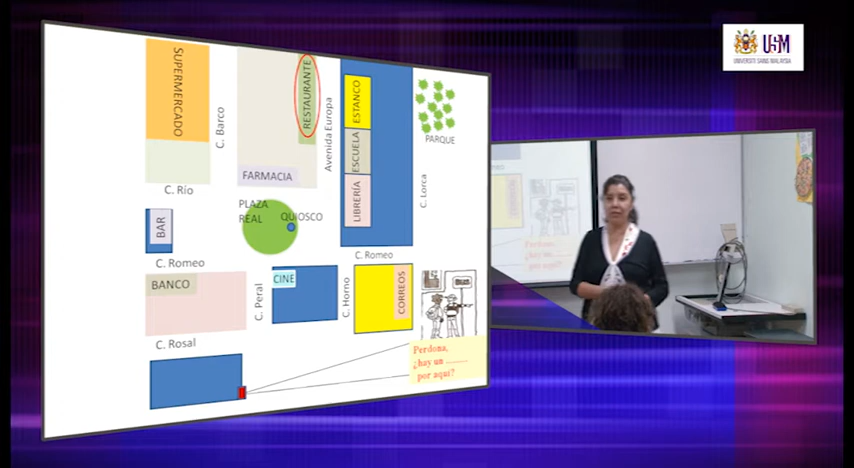 USM
UNIVERSITI SAINS MALAYSIA
SUPERMERCADO
C. Barco
RESTAURANTE
Avenida Europa
ESTANCO
ESCUELA
LIBRERÍA
PARQUE
C. Lorca
FARMACIA
C. Río
PLAZA
REAL
QUIOSCO
BAR
C. Romeo
C. Romeo
BANCO
C. Peral
CINE
C. Horno
CORREOS
C. Rosal
Perdona,
¿hay un ____
por aquí?